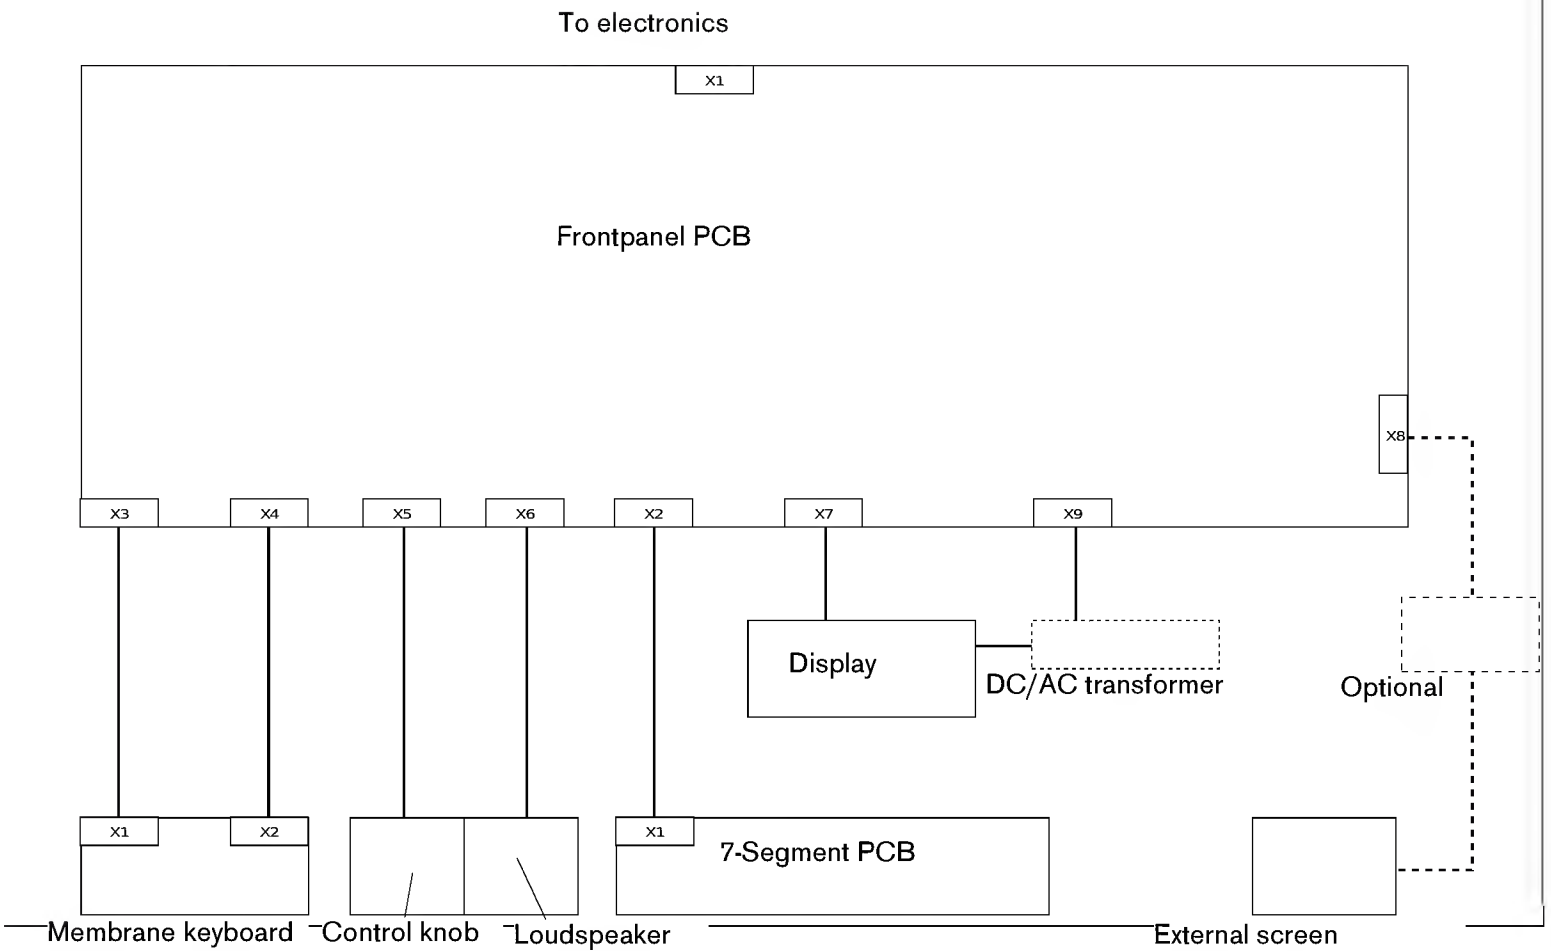 To electronics
X1
Frontpanel PCB
X8
X3 X4 X5 X6 X2 X7 X9
Display
DC/AC transformer
Optional
X1 X2 X1
7-Segment PCB
Membrane keyboard Control knob Loudspeaker External screen